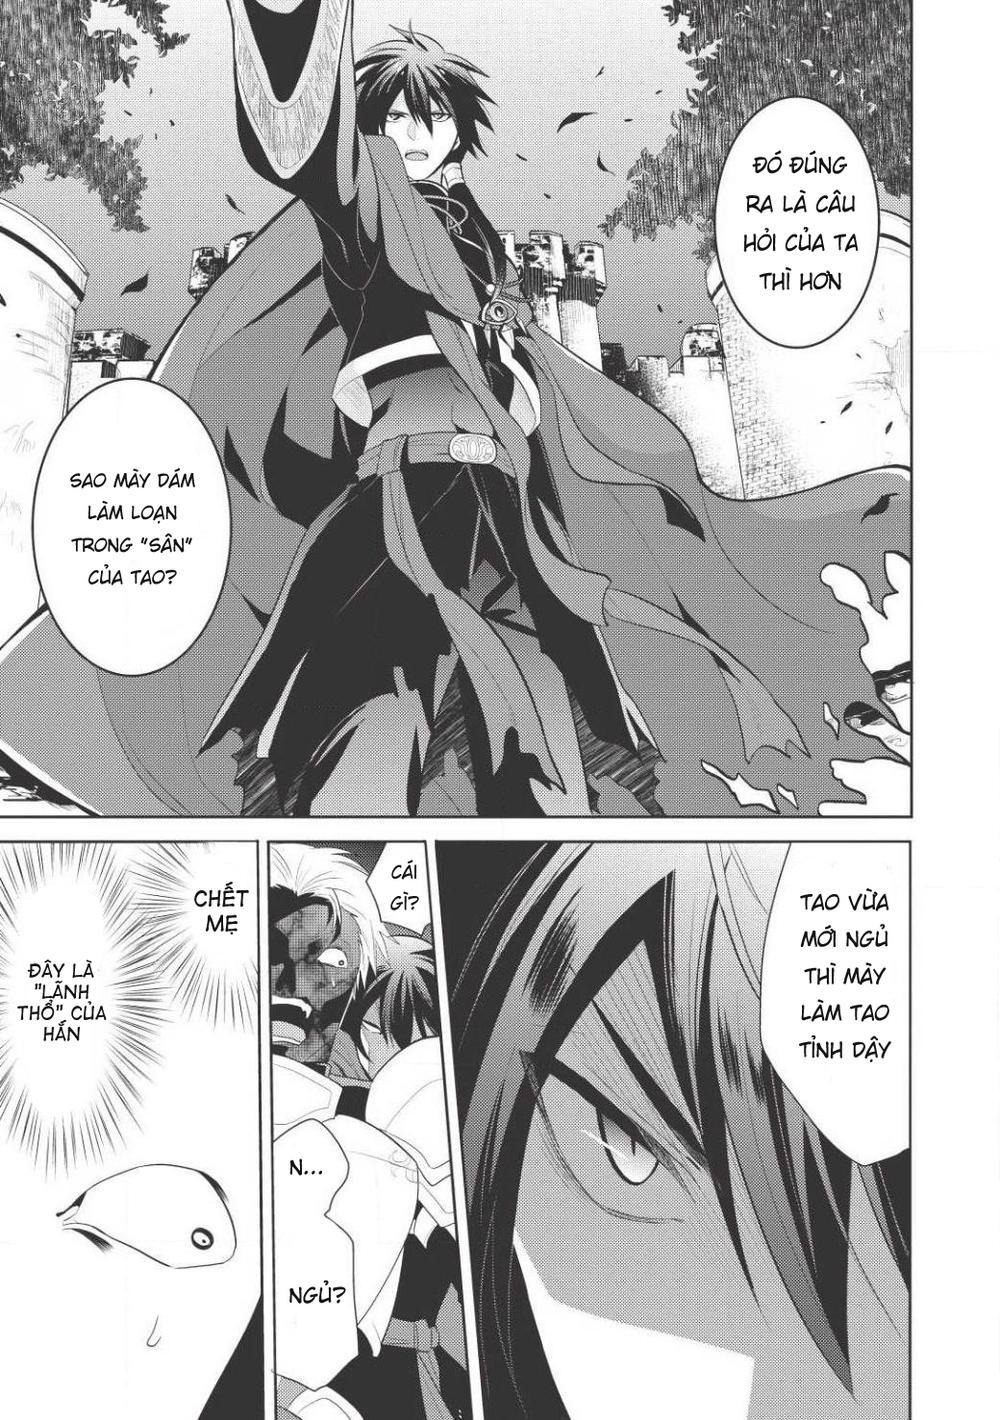 ĐÓ ĐÚNG
RA LÀ CÂU
HỎI CỦA TA
THÌ HƠN
SAO MÀY DÁM
LÀM LOẠN
TRONG "SÂN"
CỦA TAO?
TAO VỪA
MỚI NGỦ
THÌ MÀY
LÀM TAO
TỈNH DẬY
CÁI
GÌ?
N...
NGỦ?
CHẾT
MẸ
ĐÂY LÀ
"LÃNH
THỔ" CỦA
HẮN